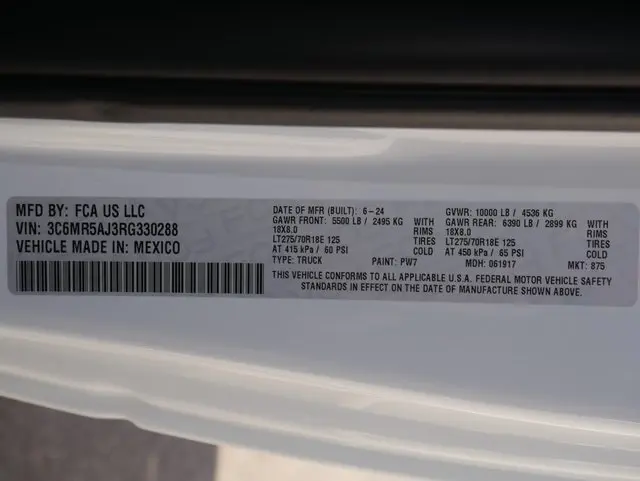 MFD BY: FCA US LLC
VIN: 3C6MR5AJ3RG330288
VEHICLE MADE IN: MEXICO
DATE OF MFR (BUILT): 6-24
GAWR FRONT: 5500 LB / 2495 KG WITH
18X8.0 RIMS
LT275/70R18E 125 TIRES
AT 415 kPa / 60 PSI COLD
TYPE: TRUCK PAINT: PW7
GVWR: 10000 LB / 4536 KG
GAWR REAR: 6390 LB / 2899 KG WITH
18X8.0 RIMS
LT275/70R18E 125 TIRES
AT 450 kPa / 65 PSI COLD
MDH: 061917 MKT: 875
THIS VEHICLE CONFORMS TO ALL APPLICABLE U.S.A. FEDERAL MOTOR VEHICLE SAFETY
STANDARDS IN EFFECT ON THE DATE OF MANUFACTURE SHOWN ABOVE.